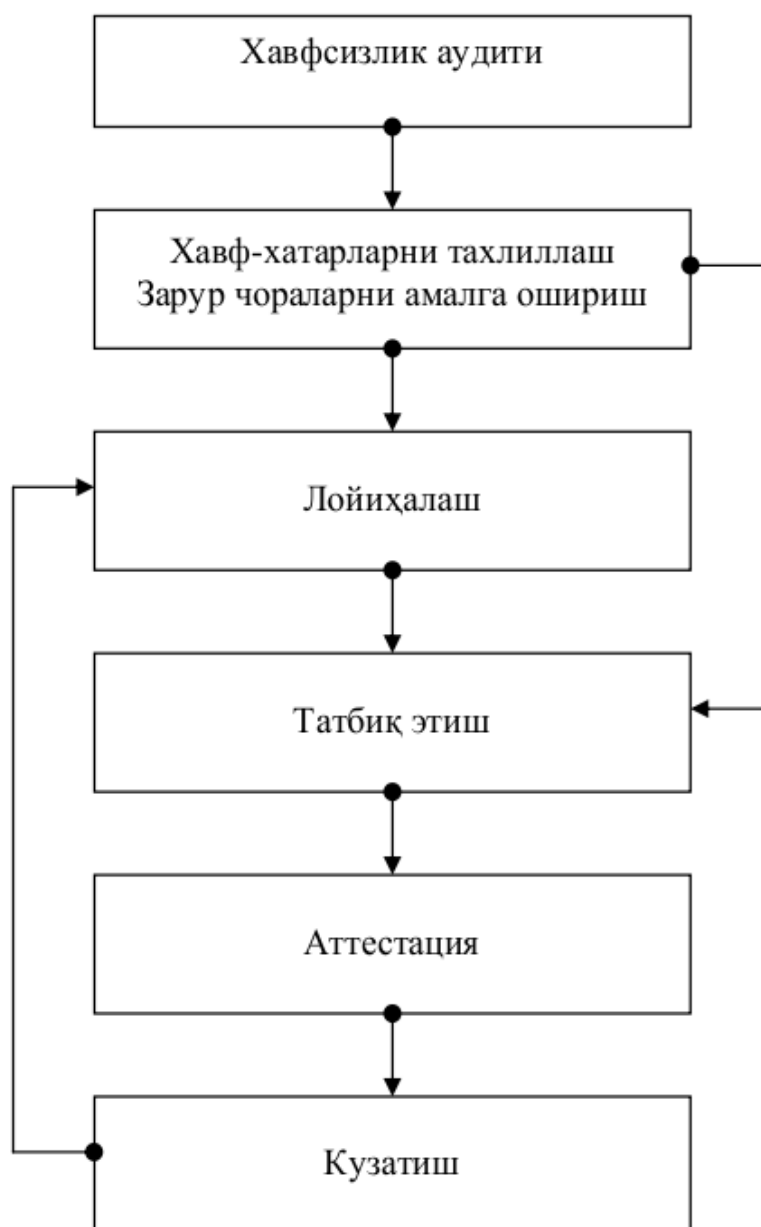 Хавфсизлик аудити
Хавф-хатарларни тахлиллаш
Зарур чораларни амалга ошириш
Лойиҳалаш
Татбиқ этиш
Аттестация
Кузатиш